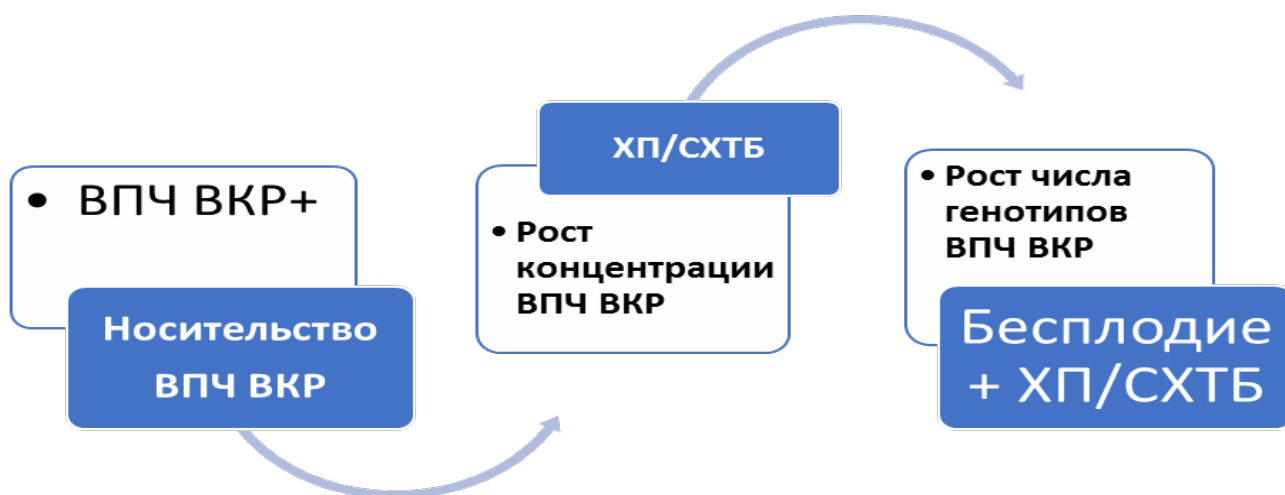 • ВПЧ ВКР+
Носительство
ВПЧ ВКР
ХП/СХТБ
• Рост
концентрации
ВПЧ ВКР
• Рост числа
генотипов
ВПЧ ВКР
Бесплодие
+ ХП/СХТБ